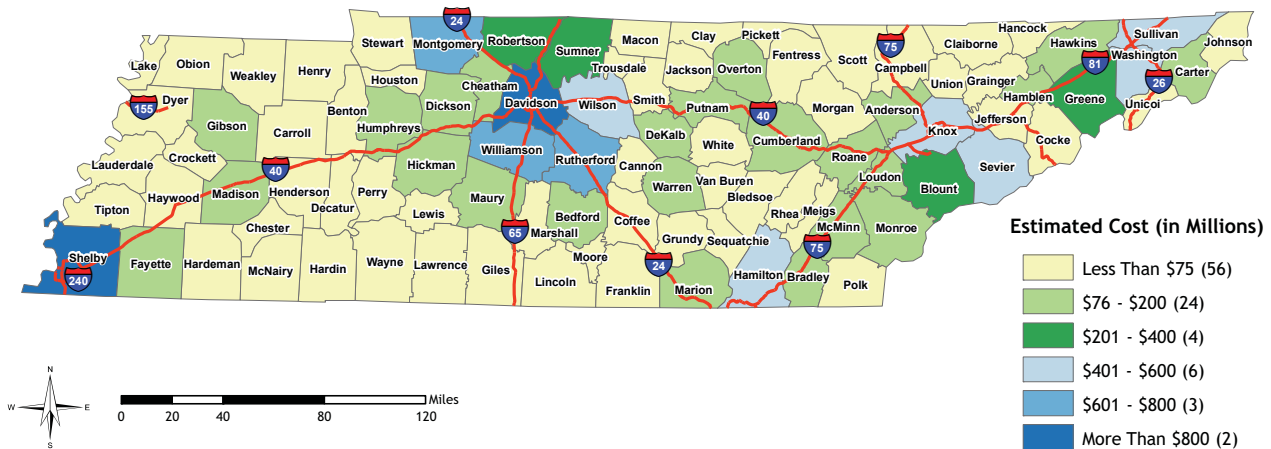 24
Stewart
Montgomery
Robertson
Sumner
Macon
Clay
Pickett
Fentress
Scott
75
Campbell
Claiborne
Hancock
Hawkins
Sullivan
Johnson
Lake
Obion
Weakley
Henry
Houston
Cheatham
Trousdale
Jackson
Overton
Union
Grainger
81
Washington
26
Carter
155
Dyer
Gibson
Carroll
Benton
Humphreys
Dickson
Davidson
Wilson
Smith
Putnam
40
Morgan
Anderson
Hamblen
Greene
Unicoi
Jefferson
Knox
Cocke
Lauderdale
Crockett
Haywood
Madison
40
Henderson
Decatur
Perry
Hickman
Williamson
Rutherford
Cannon
DeKalb
White
Cumberland
Roane
Loudon
Blount
Sevier
Tipton
Chester
Lewis
Maury
Bedford
Warren
Van Buren
Bledsoe
Rhea
Meigs
McMinn
Monroe
Shelby
240
Fayette
Hardeman
McNairy
Hardin
Wayne
Lawrence
Giles
65
Marshall
Moore
Lincoln
Coffee
Grundy
Sequatchie
24
Franklin
Marion
Hamilton
Bradley
75
Polk
Estimated Cost (in Millions)
Less Than $75 (56)
$76 - $200 (24)
$201 - $400 (4)
$401 - $600 (6)
$601 - $800 (3)
More Than $800 (2)
N
W
E
S
Miles
0 20 40 80 120